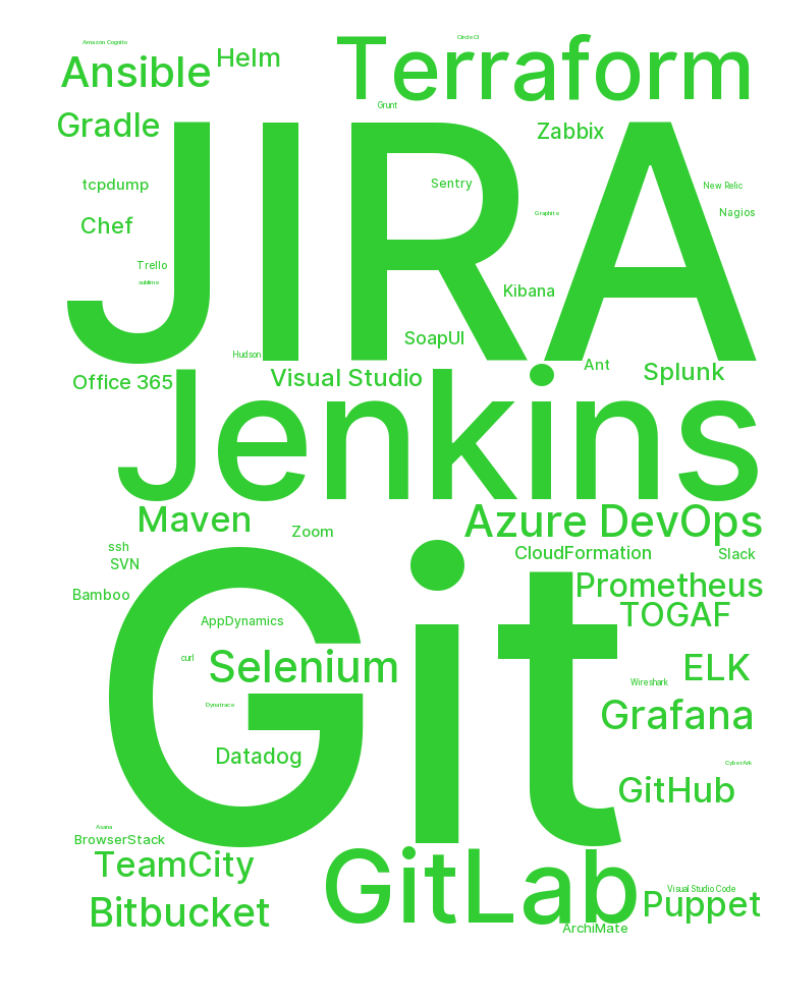 Amazon Cognito
CircleCI
Ansible
Helm
Terraform
Grunt
Gradle
Zabbix
JIRA
tcpdump
Sentry
New Relic
Chef
Graphite
Nagios
Trello
sublime
Kibana
SoapUI
Hudson
Ant
Office 365
Visual Studio
Splunk
Jenkins
Maven
Azure DevOps
Zoom
ssh
CloudFormation
Slack
SVN
Prometheus
Bamboo
TOGAF
AppDynamics
Git
curl
Selenium
ELK
Wireshark
Dynatrace
Grafana
Datadog
CyberArk
GitHub
Asana
BrowserStack
TeamCity
GitLab
Visual Studio Code
Bitbucket
Puppet
ArchiMate